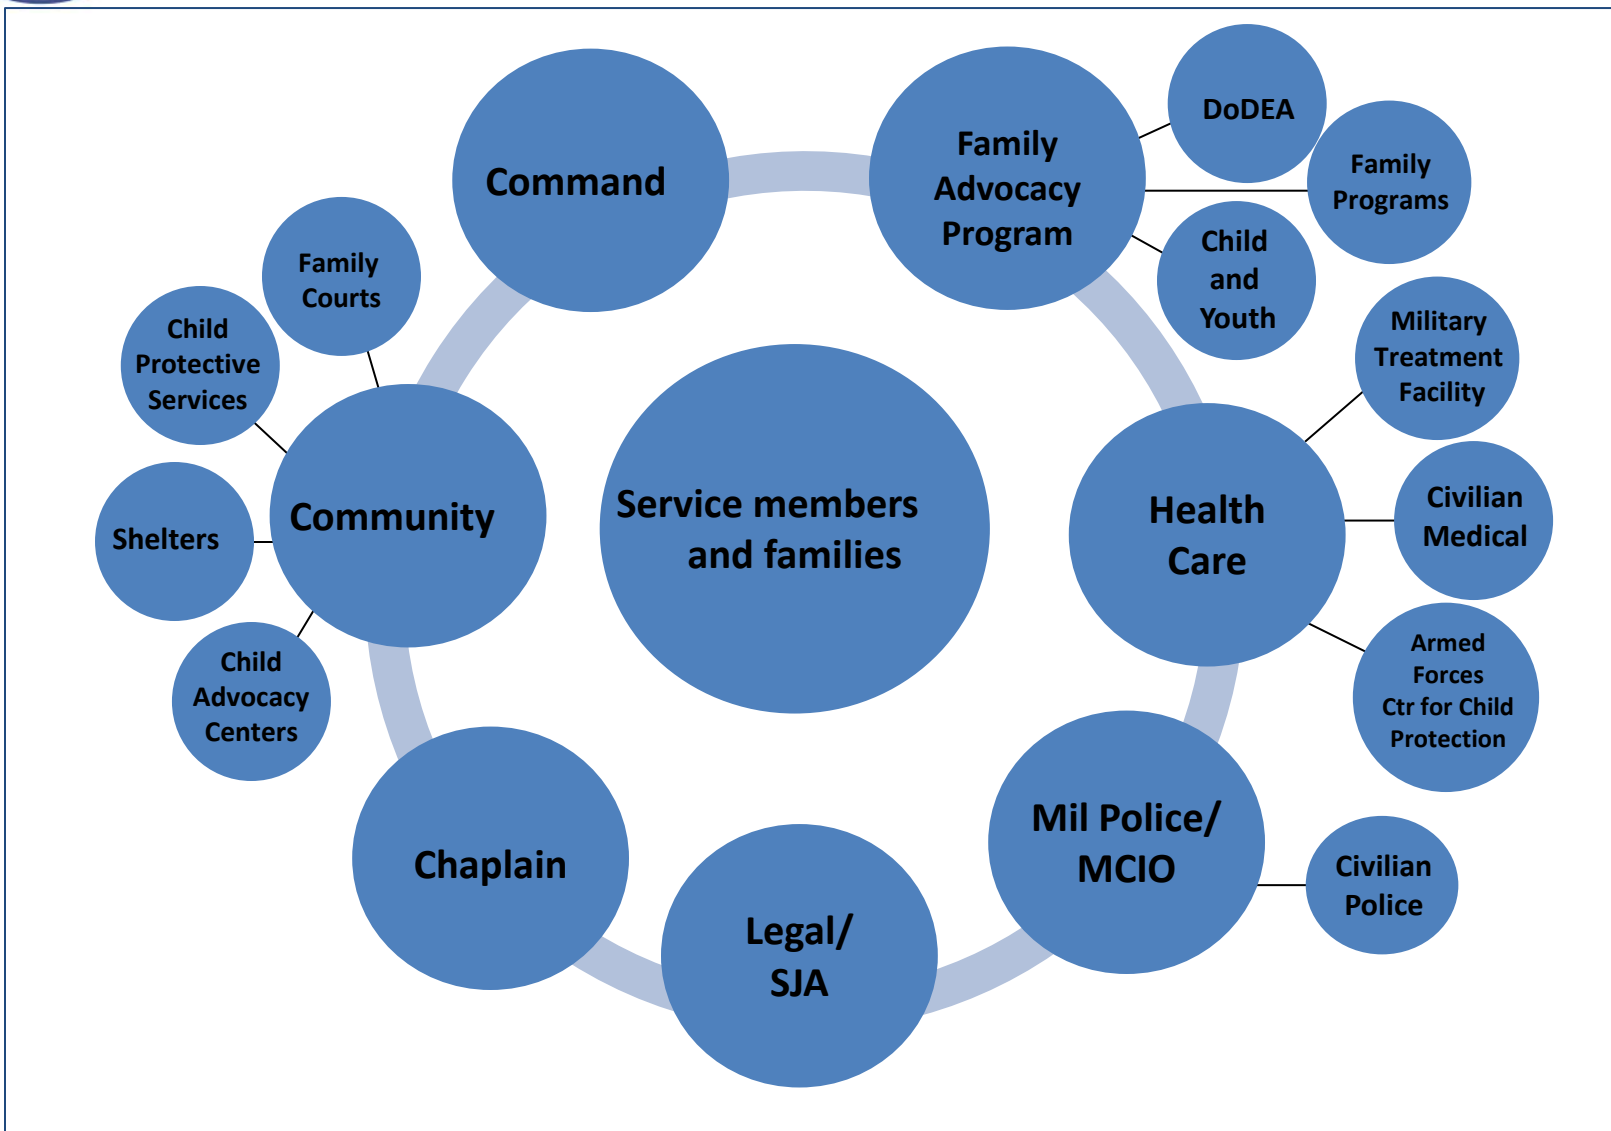 Command
Family
Advocacy
Program
DoDEA
Family
Programs
Child
and
Youth
Family
Courts
Child
Protective
Services
Shelters
Child
Advocacy
Centers
Community
Service members
and families
Health
Care
Military
Treatment
Facility
Civilian
Medical
Armed
Forces
Ctr for Child
Protection
Mil Police/
MCIO
Civilian
Police
Chaplain
Legal/
SJA